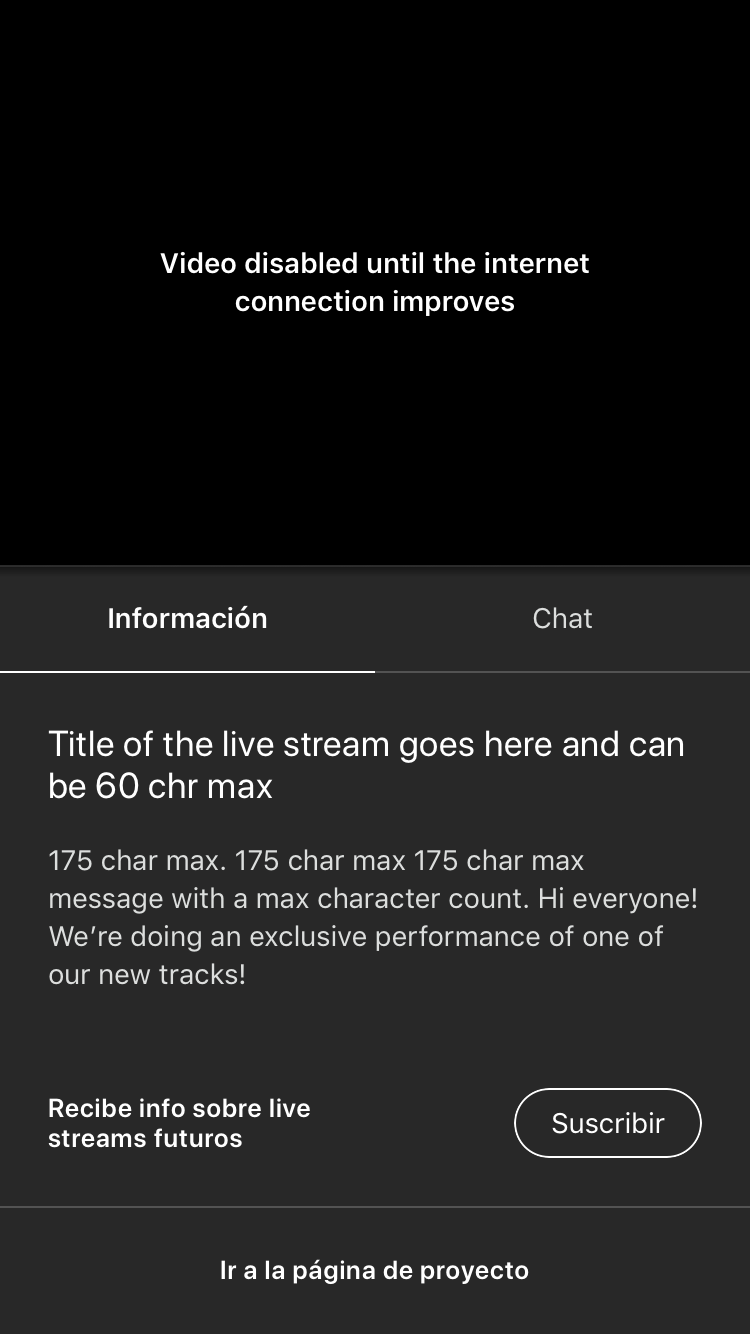 Video disabled until the internet
connection improves
Información
Chat
Title of the live stream goes here and can
be 60 chr max
175 char max. 175 char max 175 char max
message with a max character count. Hi everyone!
We’re doing an exclusive performance of one of
our new tracks!
Recibe info sobre live
streams futuros
Suscribir
Ir a la página de proyecto